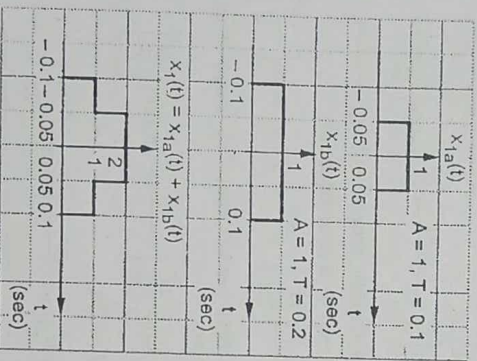 x1a(t)
A = 1, T = 0.1
1
– 0.05 0.05 t
(sec)
x1b(t)
A = 1, T = 0.2
1
– 0.1 0.1 t
(sec)
x1(t) = x1a(t) + x1b(t)
2
1
– 0.1 – 0.05 0.05 0.1 t
(sec)